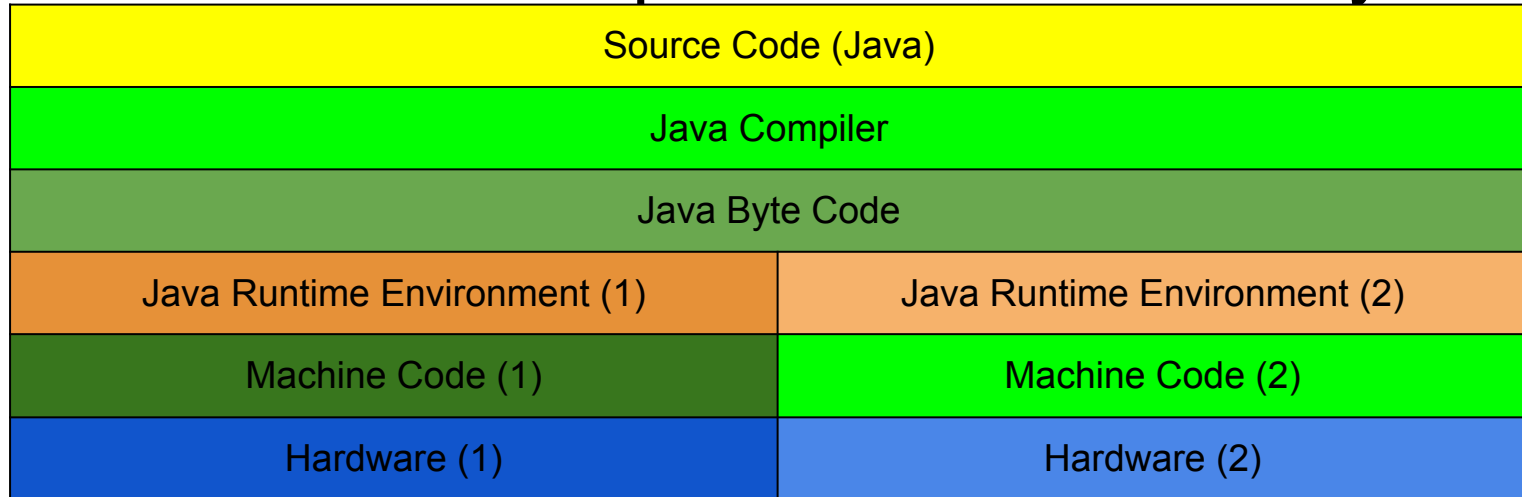 Source Code (Java)
Java Compiler
Java Byte Code
Java Runtime Environment (1) Java Runtime Environment (2)
Machine Code (1) Machine Code (2)
Hardware (1) Hardware (2)